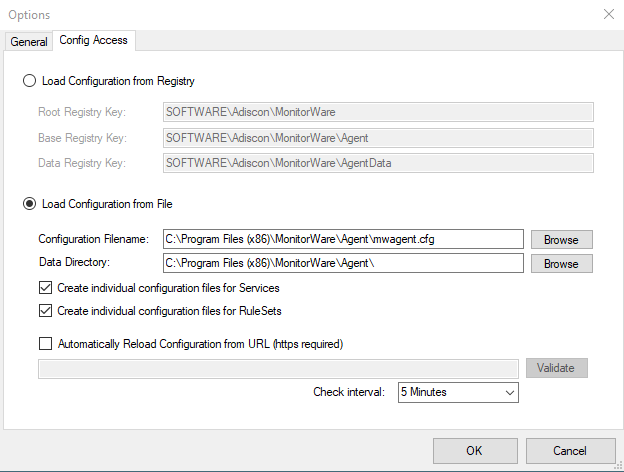 Options
General
Config Access
Load Configuration from Registry
Root Registry Key: SOFTWARE\Adiscon\MonitorWare
Base Registry Key: SOFTWARE\Adiscon\MonitorWare\Agent
Data Registry Key: SOFTWARE\Adiscon\MonitorWare\AgentData
Load Configuration from File
Configuration Filename: C:\Program Files (x86)\MonitorWare\Agent\mwagent.cfg Browse
Data Directory: C:\Program Files (x86)\MonitorWare\Agent\ Browse
Create individual configuration files for Services
Create individual configuration files for RuleSets
Automatically Reload Configuration from URL (https required)
Validate
Check interval: 5 Minutes
OK Cancel